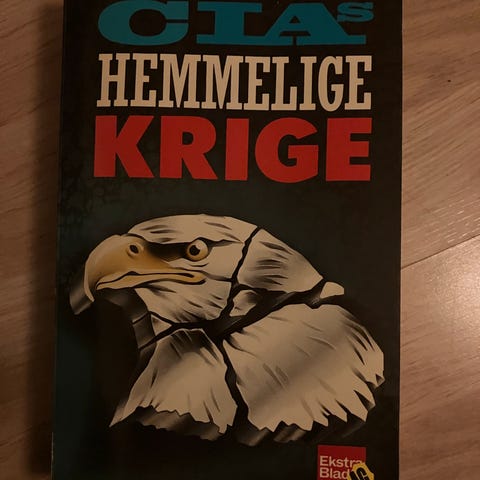 CIAs
HEMMELIGE
KRIGE
Ekstra
Blad